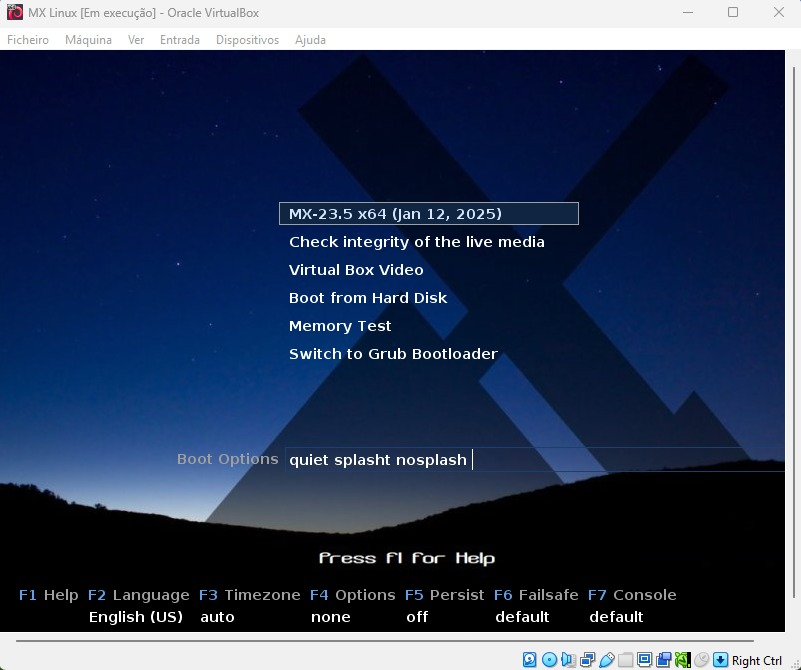 MX Linux [Em execução] - Oracle VirtualBox
Ficheiro Máquina Ver Entrada Dispositivos Ajuda
MX-23.5 x64 (Jan 12, 2025)
Check integrity of the live media
Virtual Box Video
Boot from Hard Disk
Memory Test
Switch to Grub Bootloader
Boot Options quiet splasht nosplash
Press F1 for Help
F1 Help F2 Language F3 Timezone F4 Options F5 Persist F6 Failsafe F7 Console
English (US) auto none off default default
Right Ctrl